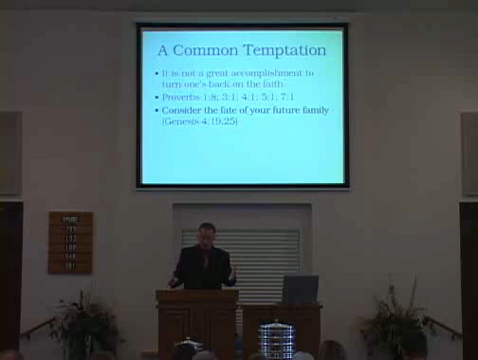 A Common Temptation
• It is not a great accomplishment to
turn one's back on the faith
• Proverbs 1:8; 3:1; 4:1; 5:1; 7:1
• Consider the fate of your future family
(Genesis 4:19,25)